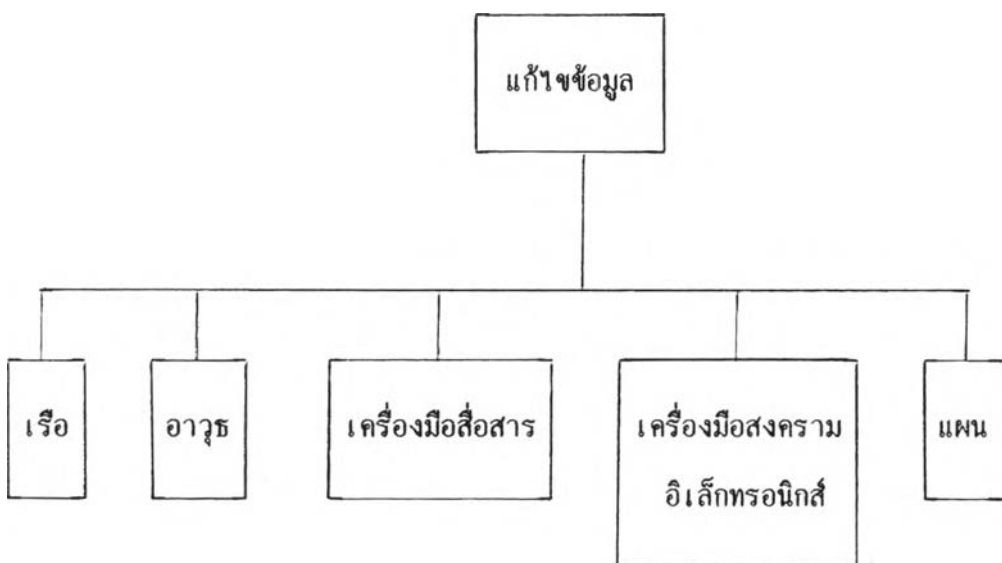 แก้ไขข้อมูล
เรือ
อาวุธ
เครื่องมือสื่อสาร
เครื่องมือสงคราม
อิเล็กทรอนิกส์
แผน